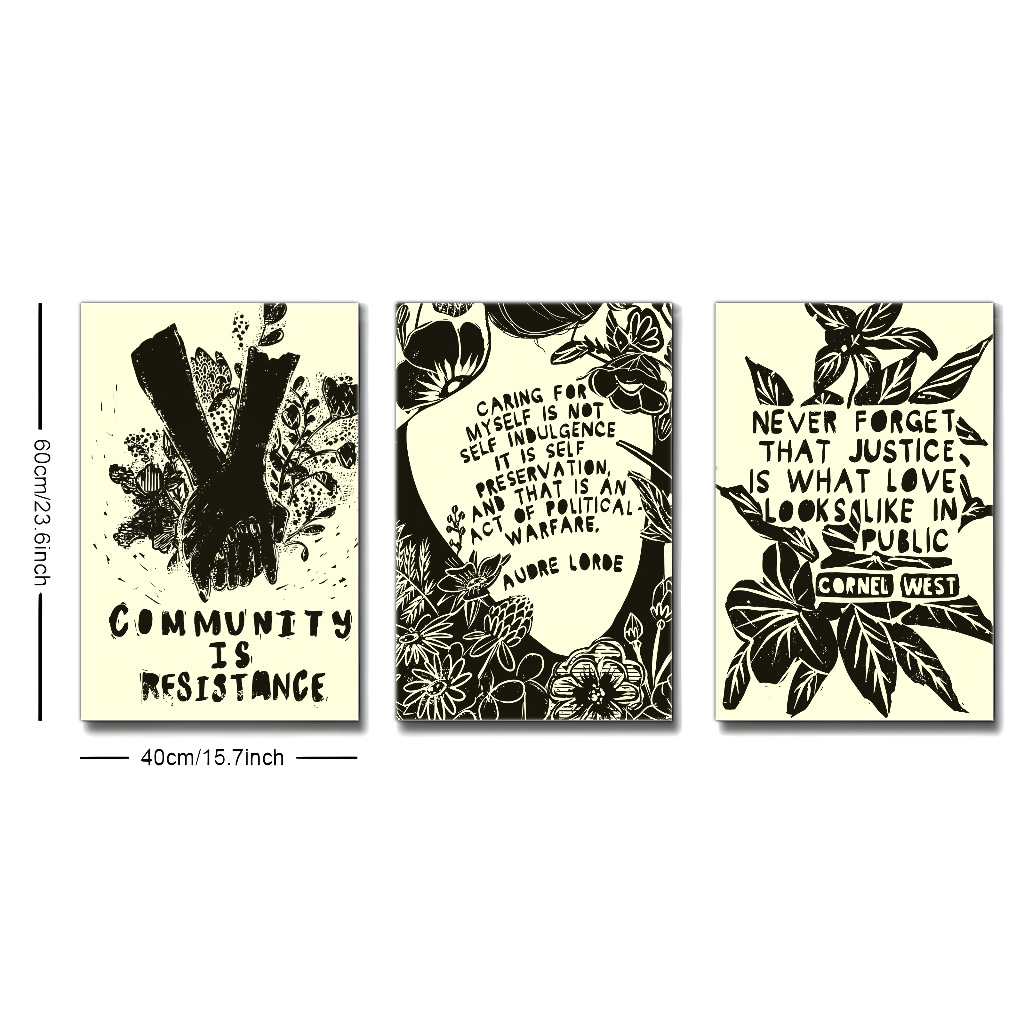 60cm/23.6inch
COMMUNITY
IS
RESISTANCE
40cm/15.7inch
CARING FOR
MYSELF IS NOT
SELF INDULGENCE
IT IS SELF
PRESERVATION,
AND THAT IS AN
ACT OF POLITICAL-
WARFARE.
AUDRE LORDE
NEVER FORGET
THAT JUSTICE
IS WHAT LOVE
LOOKSALIKE IN
PUBLIC
CORNEL WEST